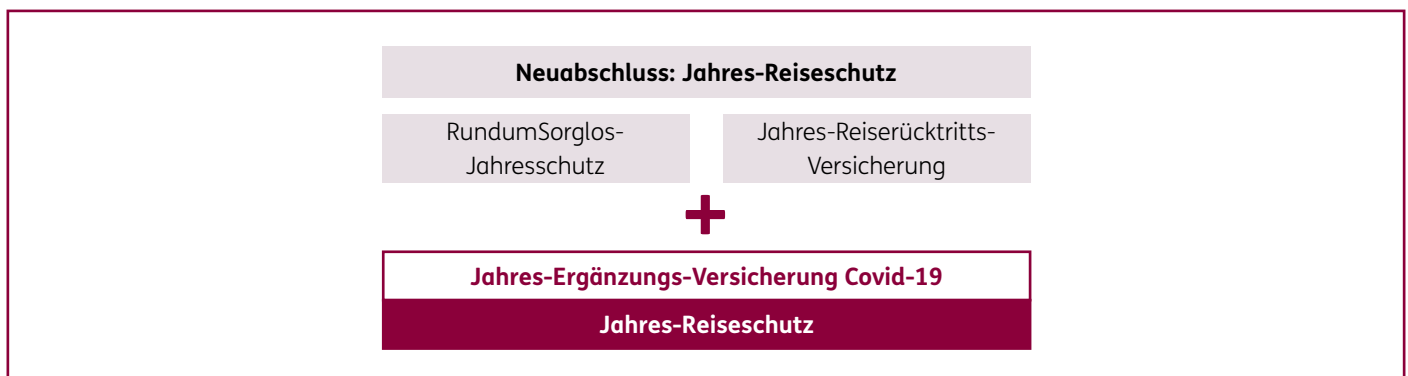 Neuabschluss: Jahres-Reiseschutz
RundumSorglos-
Jahresschutz
Jahres-Reiserücktritts-
Versicherung
+
Jahres-Ergänzungs-Versicherung Covid-19
Jahres-Reiseschutz